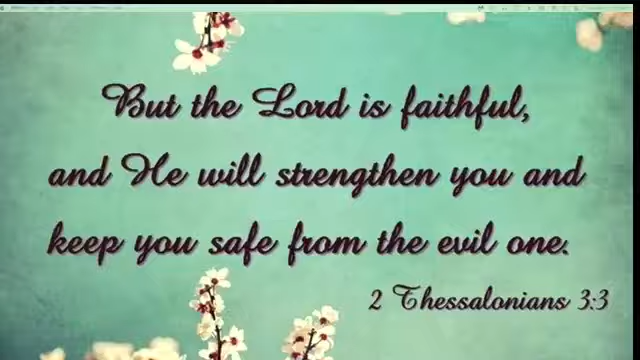 But the Lord is faithful,
and He will strengthen you and
keep you safe from the evil one.
2 Thessalonians 3:3